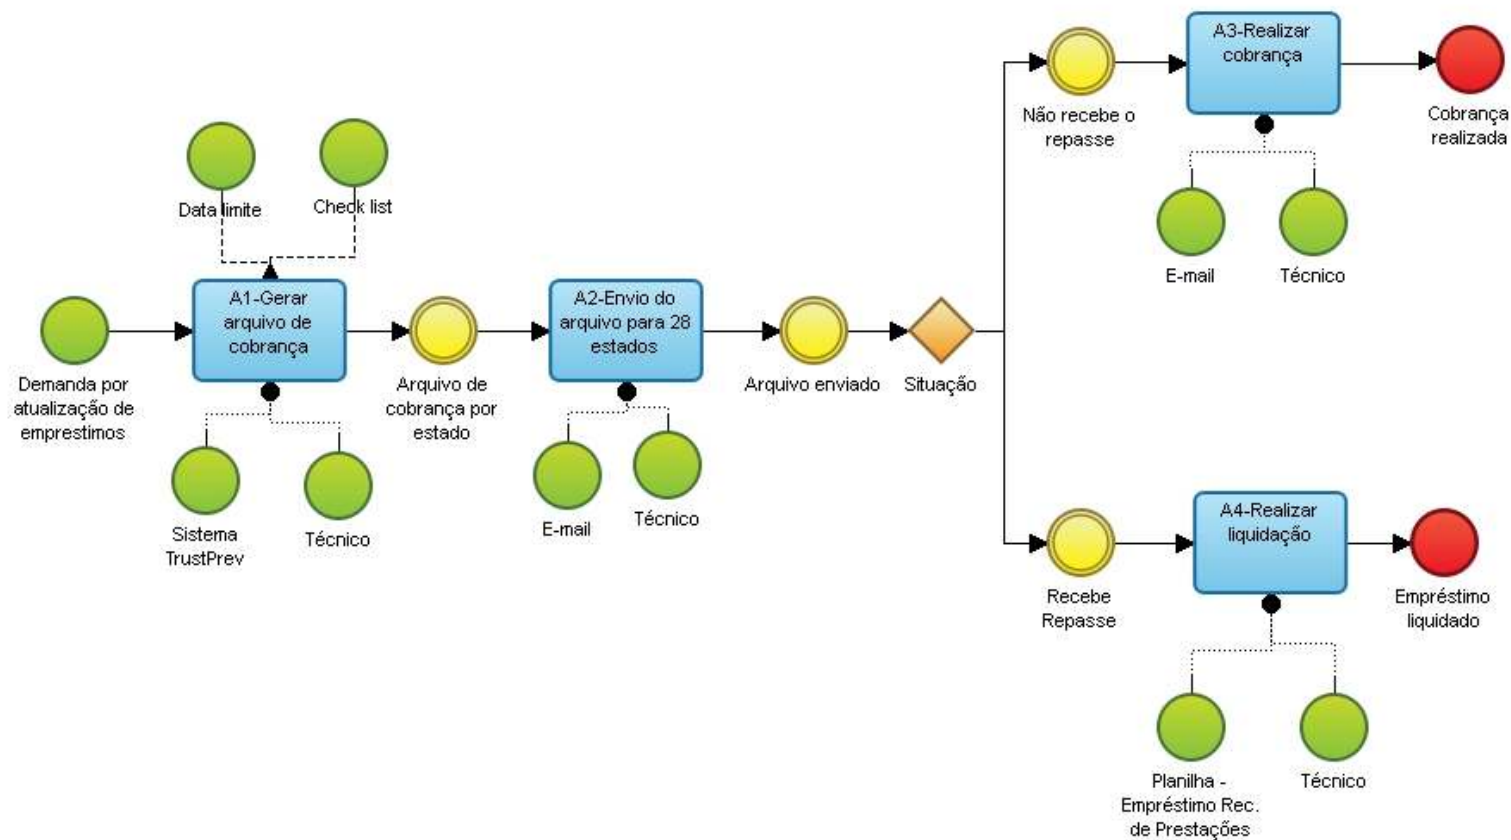 A3-Realizar
cobrança
Não recebe o
repasse
Cobrança
realizada
E-mail
Técnico
Data limite
Check list
A1-Gerar
arquivo de
cobrança
A2-Envio do
arquivo para 28
estados
Demanda por
atualização de
emprestimos
Arquivo de
cobrança por
estado
Arquivo enviado
Situação
Sistema
TrustPrev
Técnico
E-mail
Técnico
A4-Realizar
liquidação
Recebe
Repasse
Empréstimo
liquidado
Planilha -
Empréstimo Rec.
de Prestações
Técnico